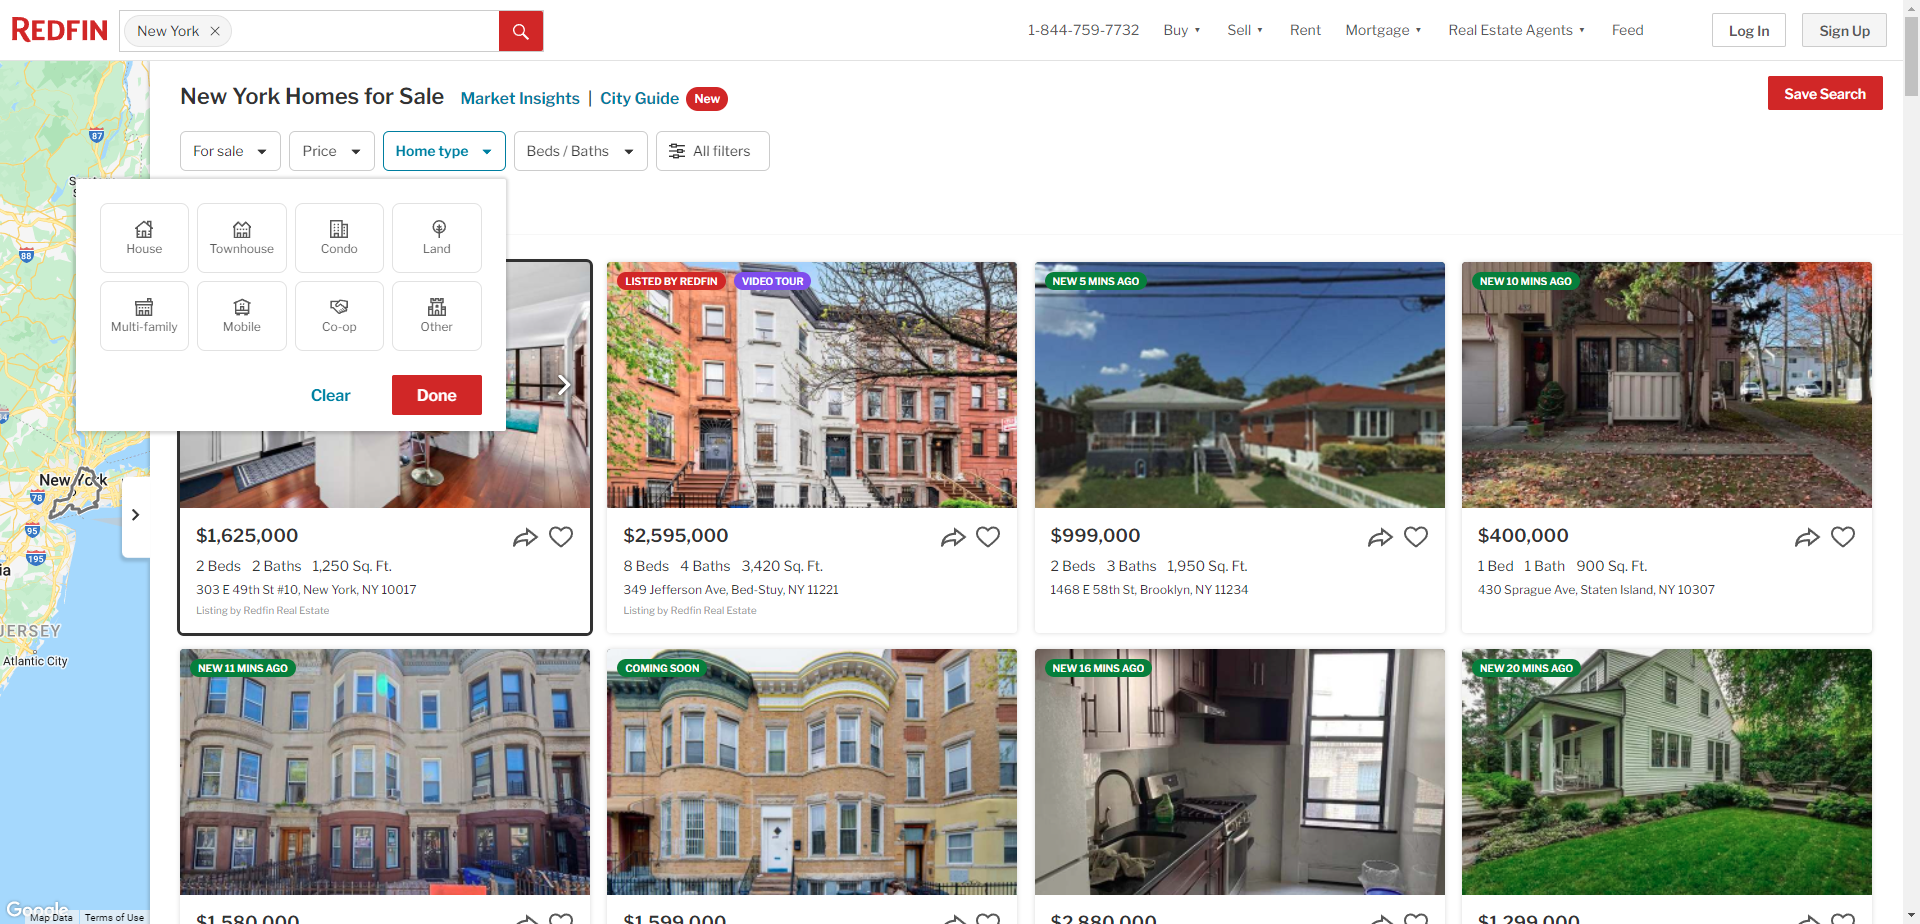 REDFIN
New York
1-844-759-7732
Buy
Sell
Rent
Mortgage
Real Estate Agents
Feed
Log In
Sign Up
New York Homes for Sale
Market Insights | City Guide
New
Save Search
For sale
Price
Home type
Beds / Baths
All filters
House
Townhouse
Condo
Land
Multi-family
Mobile
Co-op
Other
Clear
Done
87
88
New York
78
95
195
JERSEY
Atlantic City
Google
Map Data
Terms of Use
$1,625,000
2 Beds 2 Baths 1,250 Sq. Ft.
303 E 49th St #10, New York, NY 10017
Listing by Redfin Real Estate
LISTED BY REDFIN
VIDEO TOUR
$2,595,000
8 Beds 4 Baths 3,420 Sq. Ft.
349 Jefferson Ave, Bed-Stuy, NY 11221
Listing by Redfin Real Estate
NEW 5 MINS AGO
$999,000
2 Beds 3 Baths 1,950 Sq. Ft.
1468 E 58th St, Brooklyn, NY 11234
NEW 10 MINS AGO
$400,000
1 Bed 1 Bath 900 Sq. Ft.
430 Sprague Ave, Staten Island, NY 10307
NEW 11 MINS AGO
$1,580,000
COMING SOON
$1,599,000
NEW 16 MINS AGO
$2,880,000
NEW 20 MINS AGO
$1,299,000